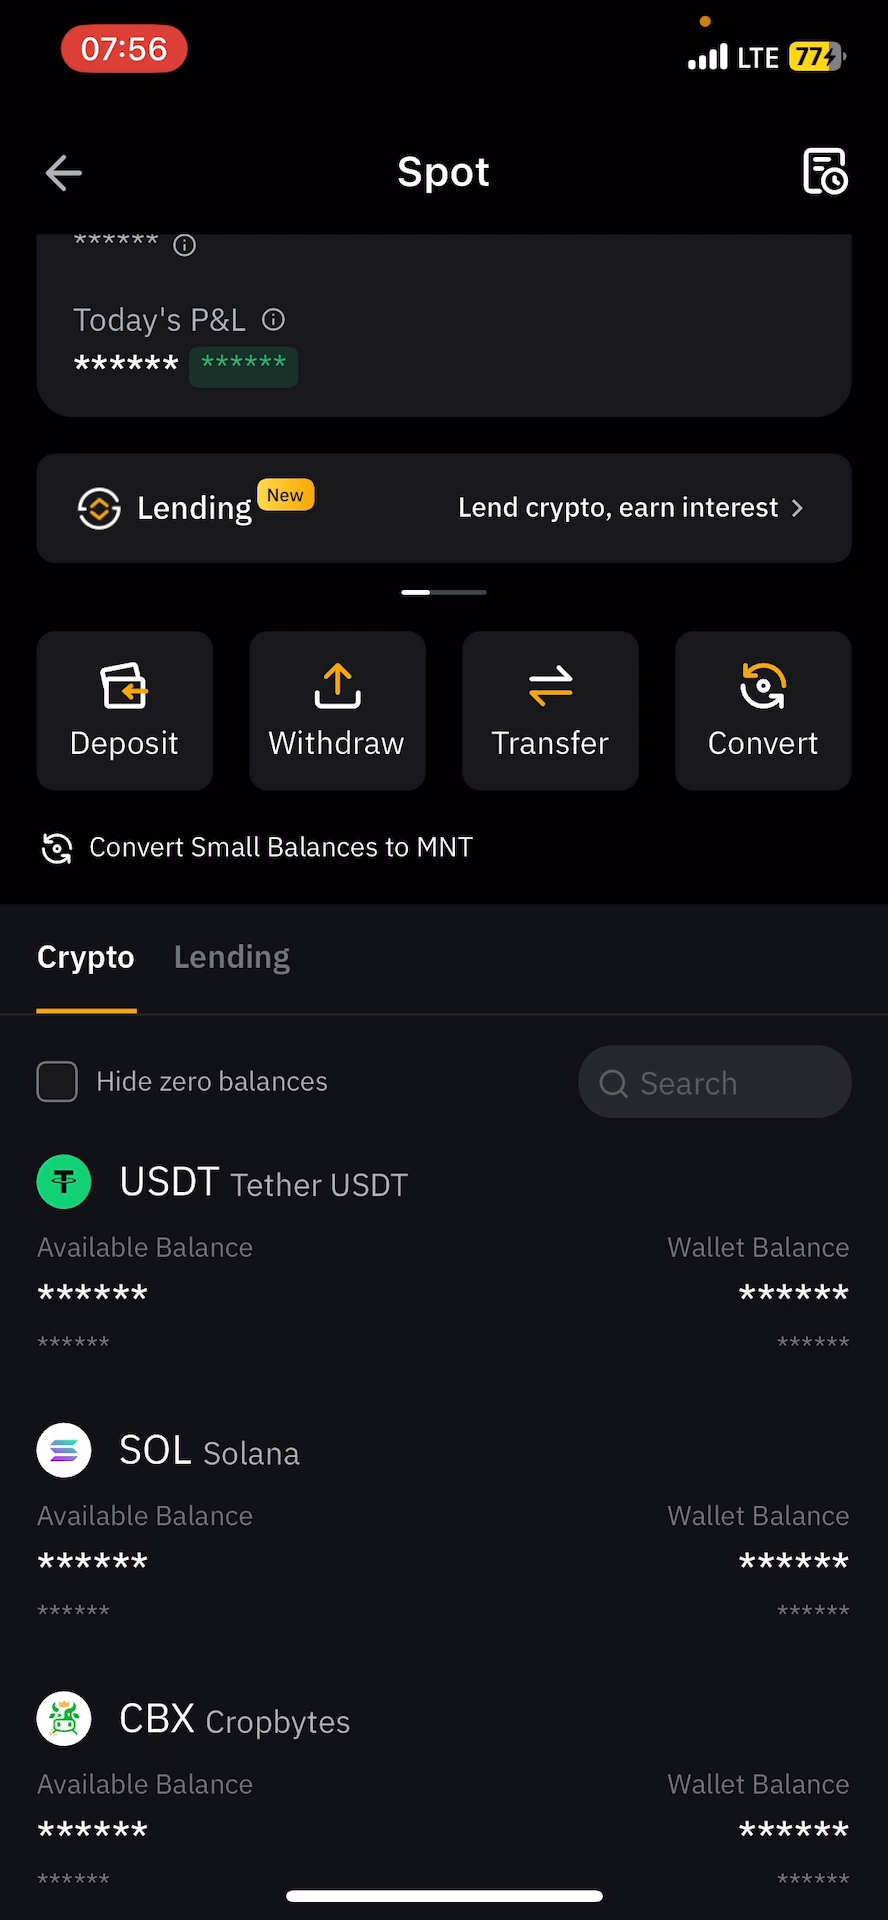 07:56
LTE 77
Spot
******
Today's P&L
****** ******
Lending New Lend crypto, earn interest
Deposit Withdraw Transfer Convert
Convert Small Balances to MNT
Crypto Lending
Hide zero balances Search
USDT Tether USDT
Available Balance Wallet Balance
****** ******
****** ******
SOL Solana
Available Balance Wallet Balance
****** ******
****** ******
CBX Cropbytes
Available Balance Wallet Balance
****** ******
****** ******